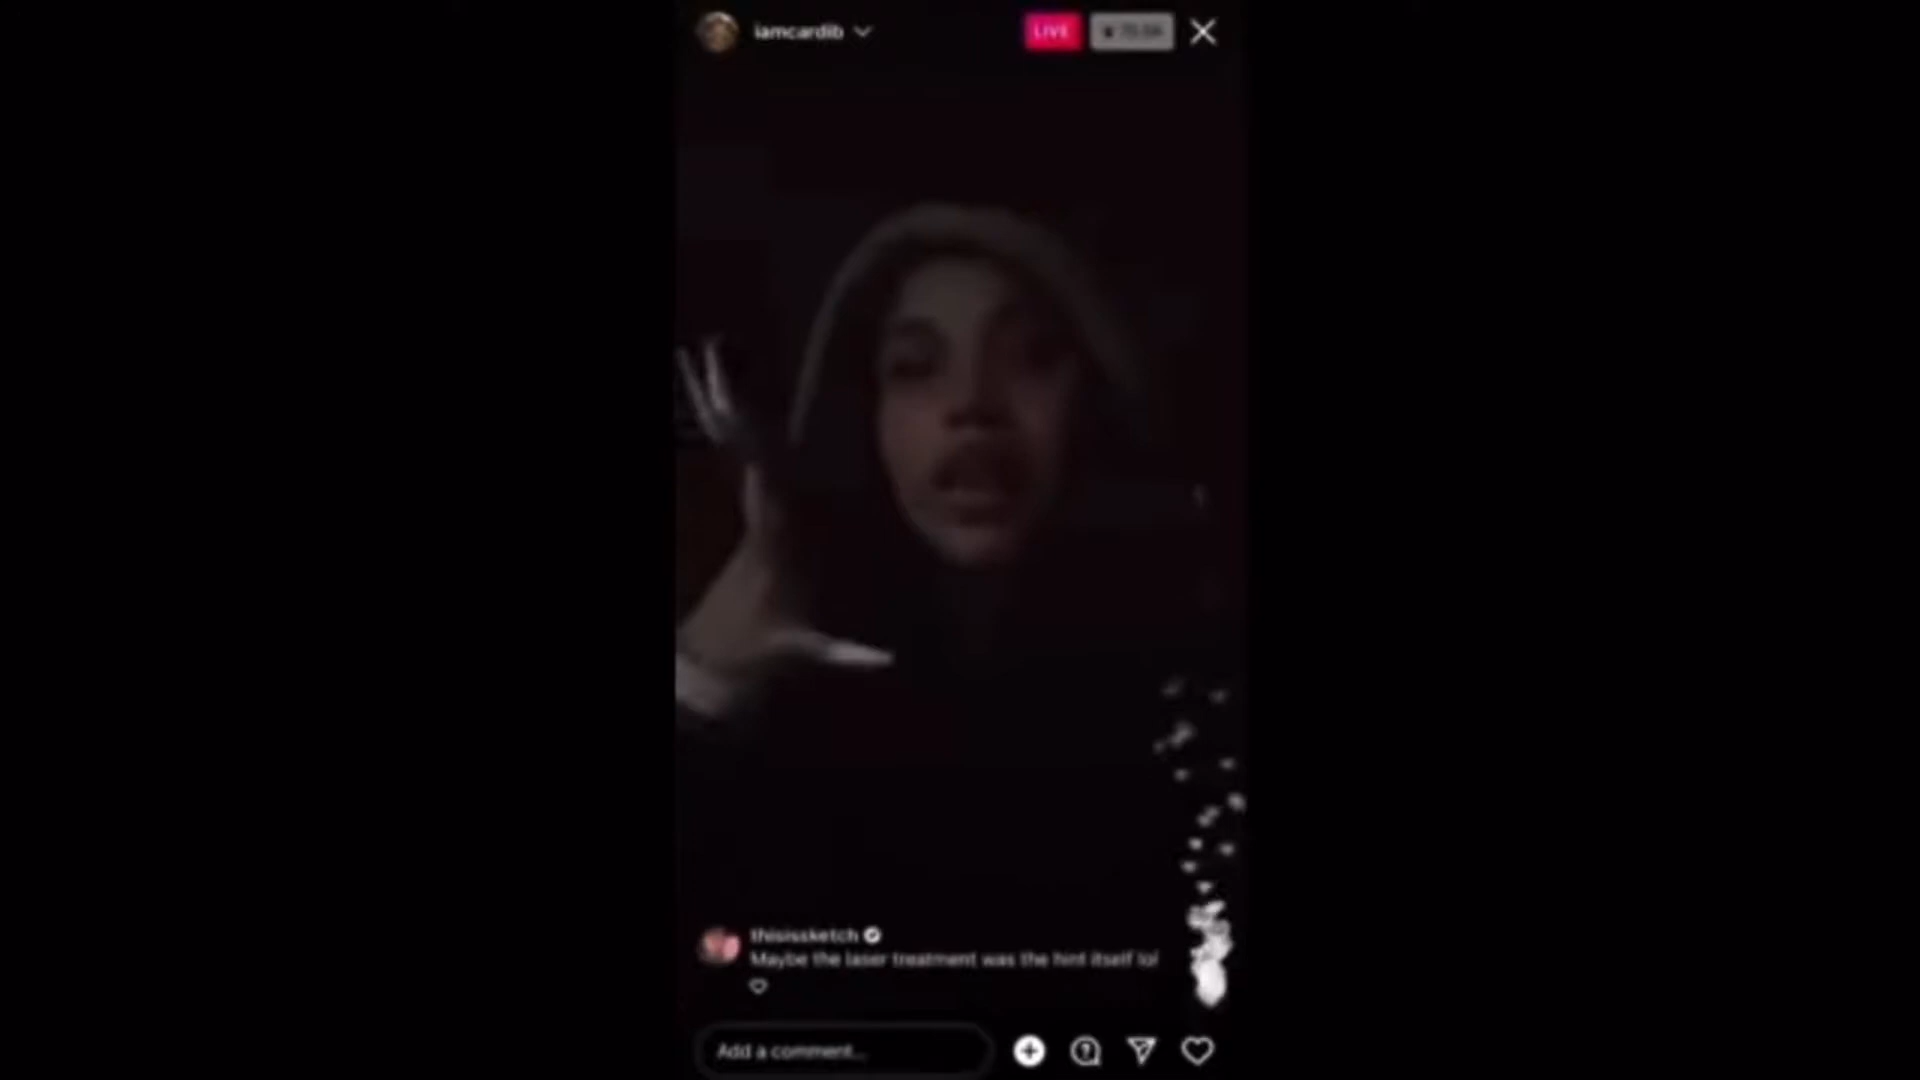 iamcardib
LIVE
thisissketch
Maybe the laser treatment was the hint itself lol
Add a comment...